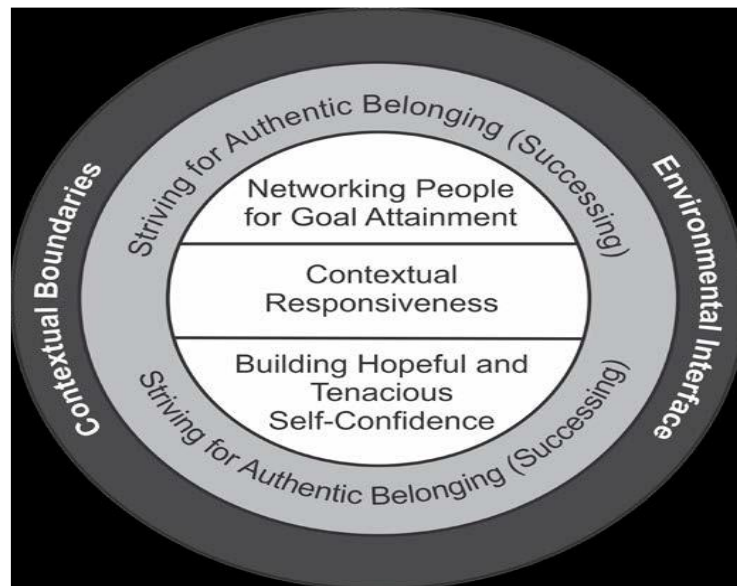 Striving for Authentic Belonging (Successing)
Contextual Boundaries
Environmental Interface
Networking People
for Goal Attainment
Contextual
Responsiveness
Building Hopeful and
Tenacious
Self-Confidence
Striving for Authentic Belonging (Successing)